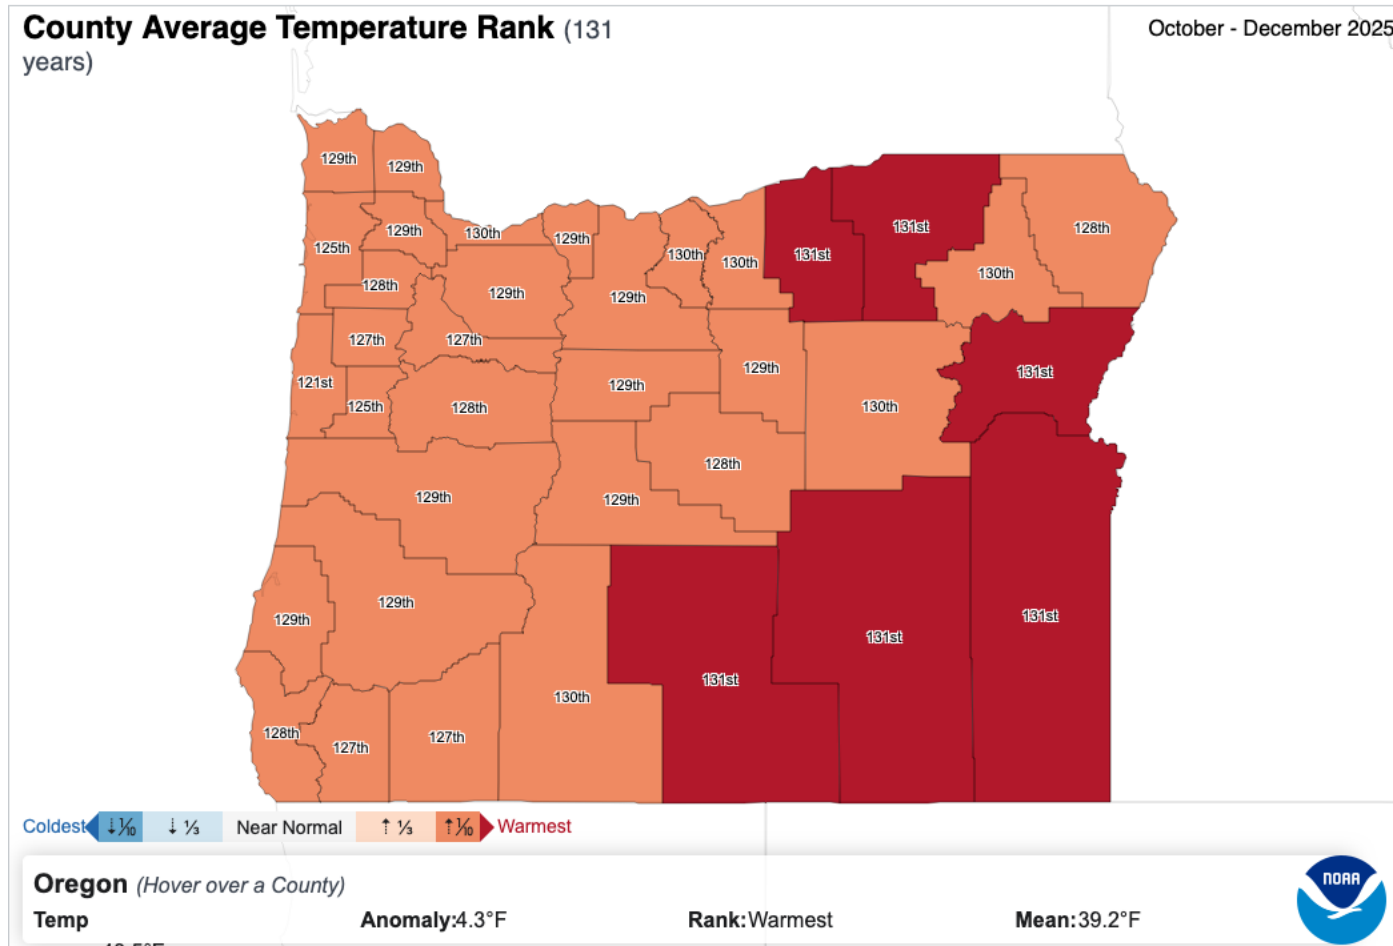 County Average Temperature Rank (131
years)
October - December 2025
129th
129th
125th
129th
130th
129th
130th
130th
131st
131st
130th
128th
128th
129th
129th
127th
127th
129th
129th
131st
121st
125th
128th
130th
129th
129th
128th
129th
129th
131st
131st
129th
130th
131st
128th
127th
127th
Coldest
↓⅒
↓ ⅓
Near Normal
↑ ⅓
↑⅒
Warmest
Oregon (Hover over a County)
Temp
Anomaly:4.3°F
Rank:Warmest
Mean:39.2°F
NOAA